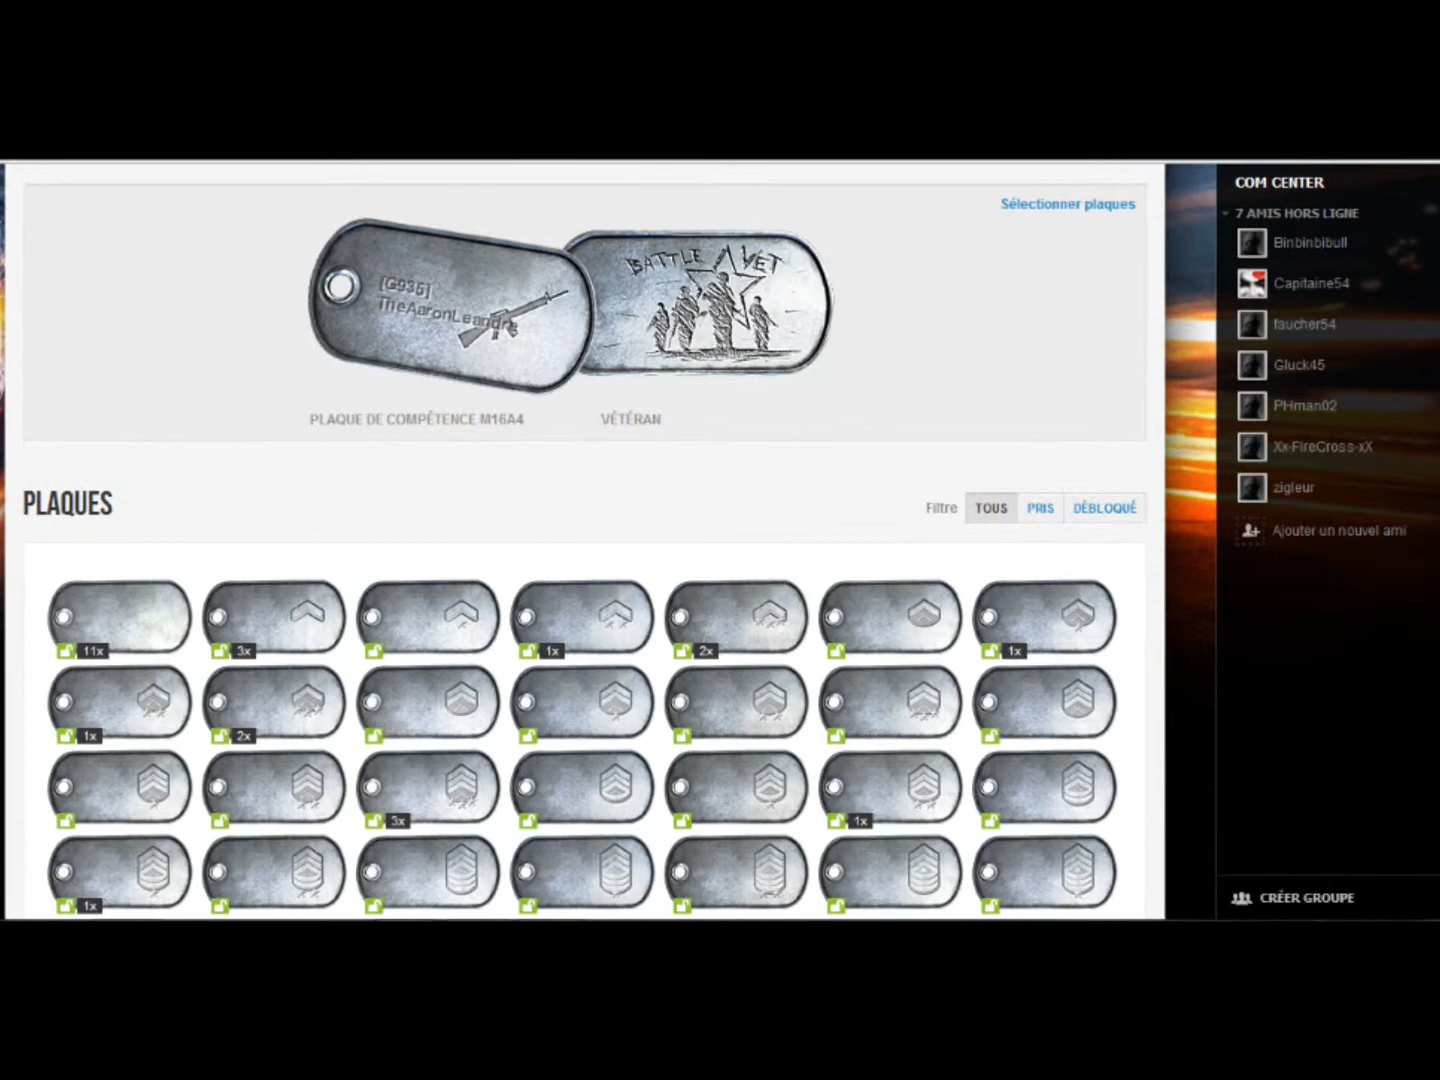 Sélectionner plaques
[G935]
TheAaronLeandre
BATTLE VET
PLAQUE DE COMPÉTENCE M16A4
VÉTÉRAN
PLAQUES
Filtre
TOUS
PRIS
DÉBLOQUÉ
11x
3x
1x
2x
1x
1x
2x
3x
1x
1x
COM CENTER
7 AMIS HORS LIGNE
Binbinbibull
Capitaine54
faucher54
Gluck45
PHman02
Xx-FireCross-xX
zigleur
Ajouter un nouvel ami
CRÉER GROUPE